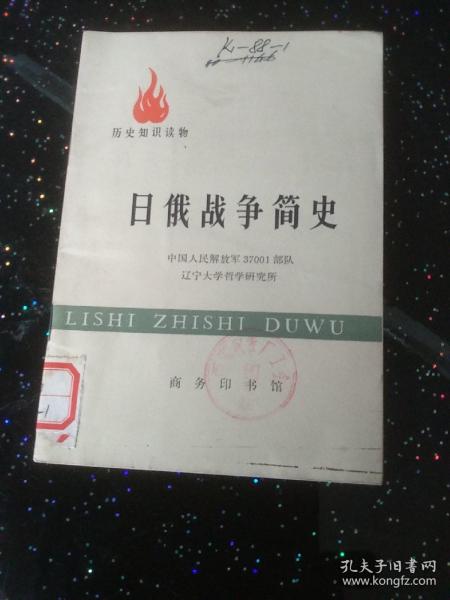 K-88-1
历史知识读物
日俄战争简史
中国人民解放军37001部队
辽宁大学哲学研究所
LISHI ZHISHI DUWU
商务印书馆
孔夫子旧书网
www.kongfz.com